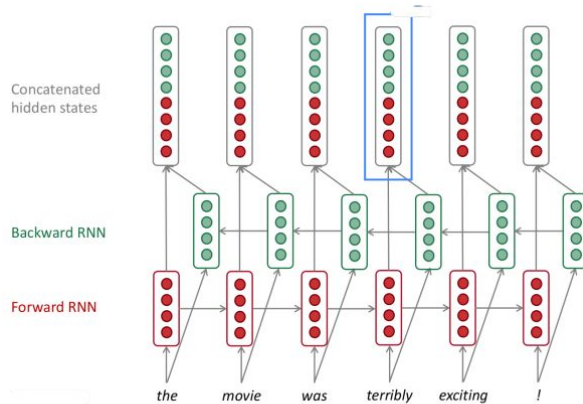 Concatenated
hidden states
Backward RNN
Forward RNN
the movie was terribly exciting !